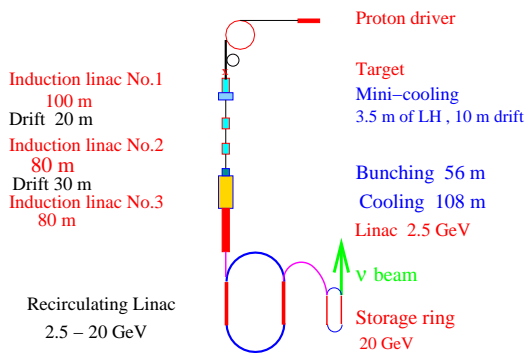 Proton driver
Target
Induction linac No.1
100 m
Drift 20 m
Mini−cooling
3.5 m of LH , 10 m drift
Induction linac No.2
80 m
Drift 30 m
Induction linac No.3
80 m
Bunching 56 m
Cooling 108 m
Linac 2.5 GeV
ν beam
Recirculating Linac
2.5 – 20 GeV
Storage ring
20 GeV